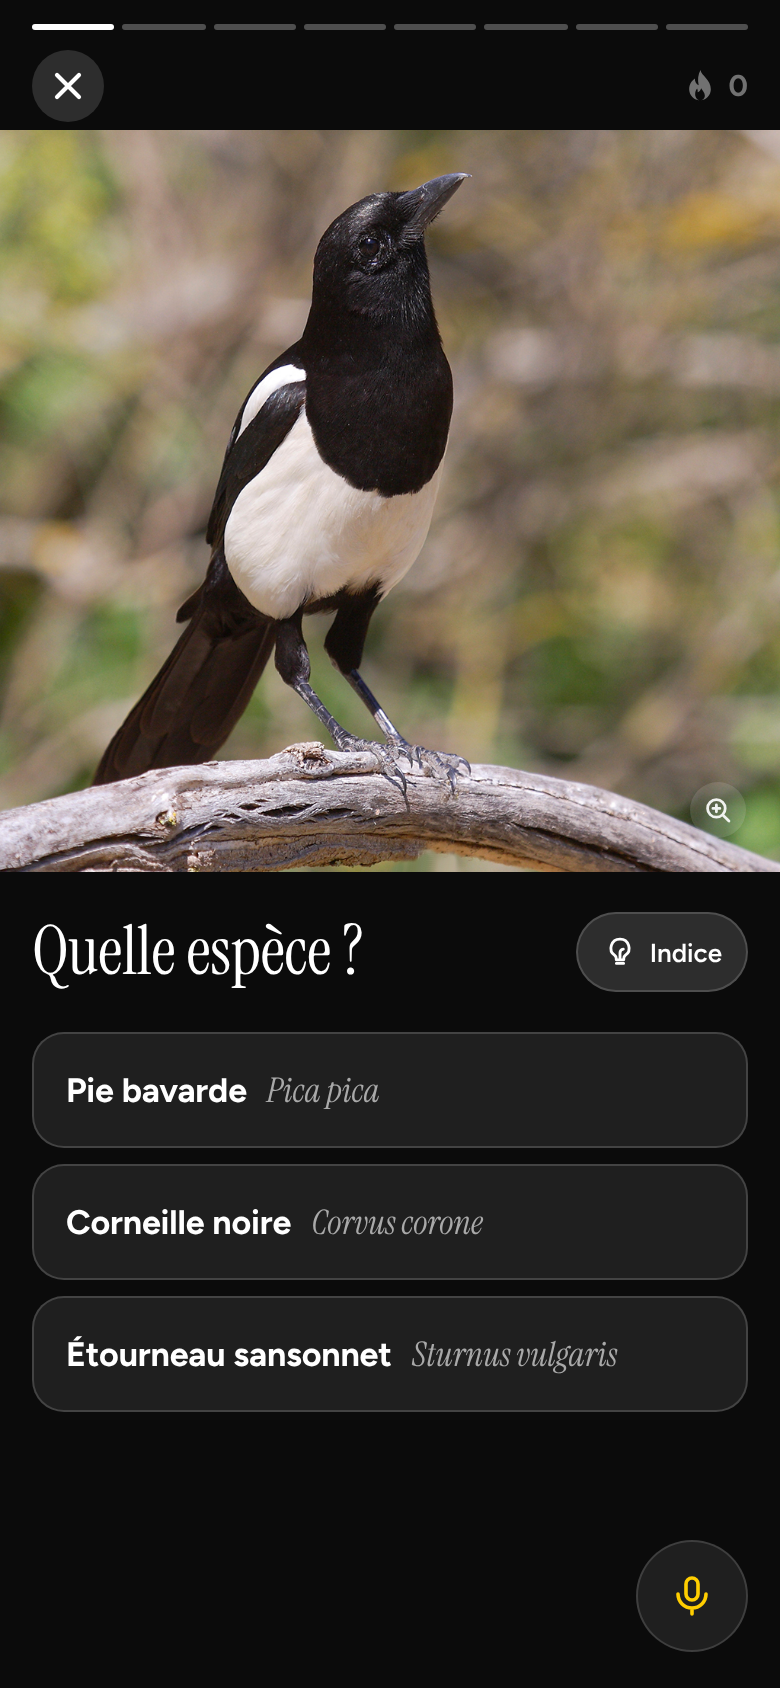 0
Quelle espèce ?
Indice
Pie bavarde Pica pica
Corneille noire Corvus corone
Étourneau sansonnet Sturnus vulgaris